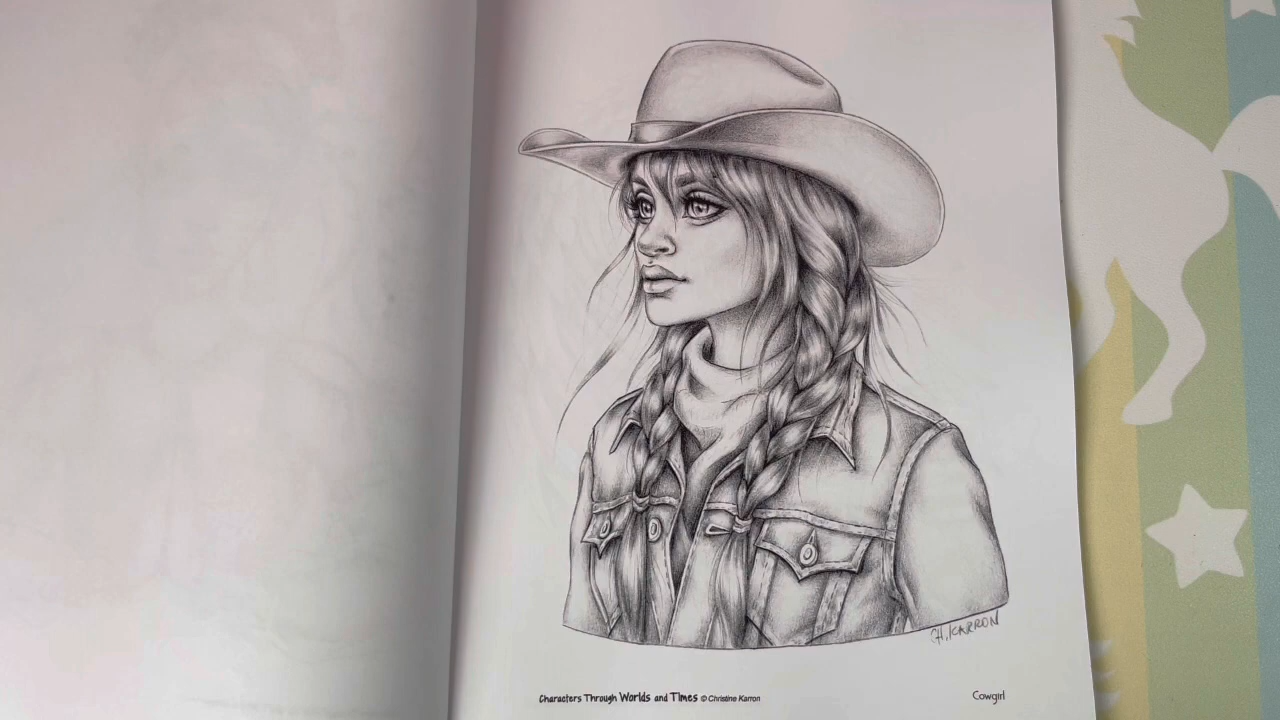 CH. KARRON
Characters Through Worlds and Times © Christine Karron
Cowgirl